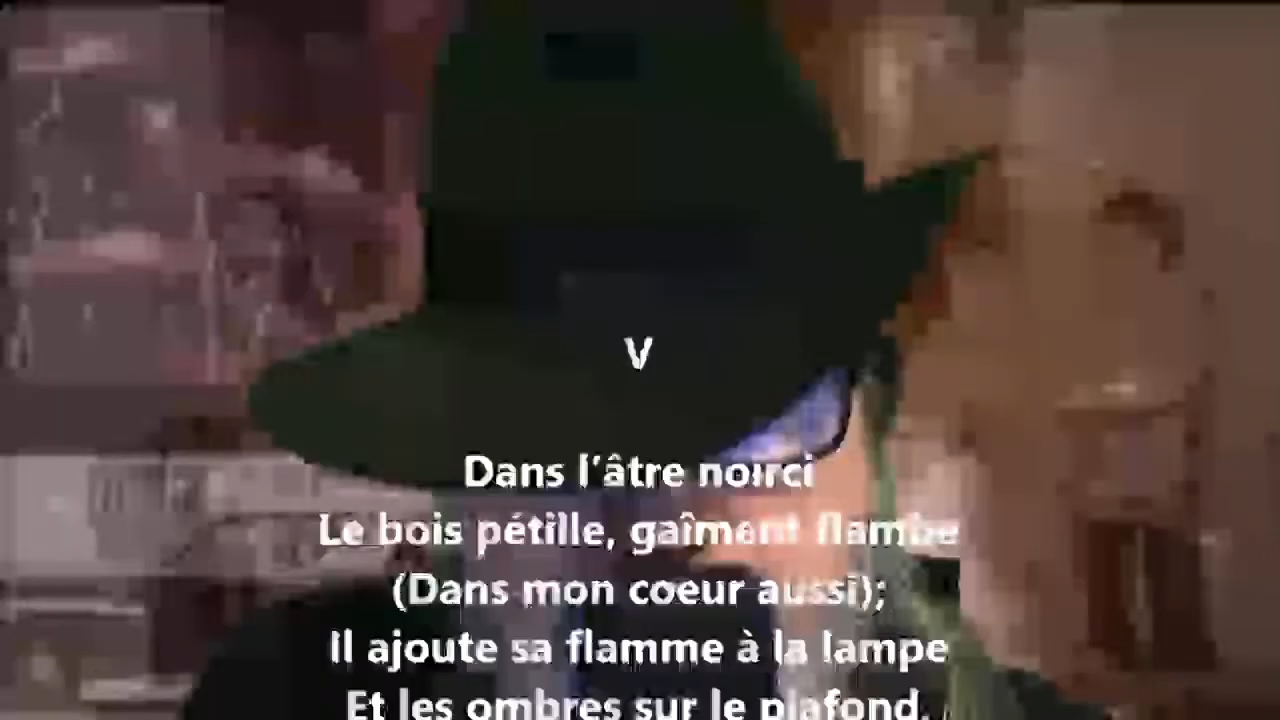 V
Dans l'âtre noirci
Le bois pétille, gaîment flambe
(Dans mon coeur aussi);
Il ajoute sa flamme à la lampe
Et les ombres sur le plafond.